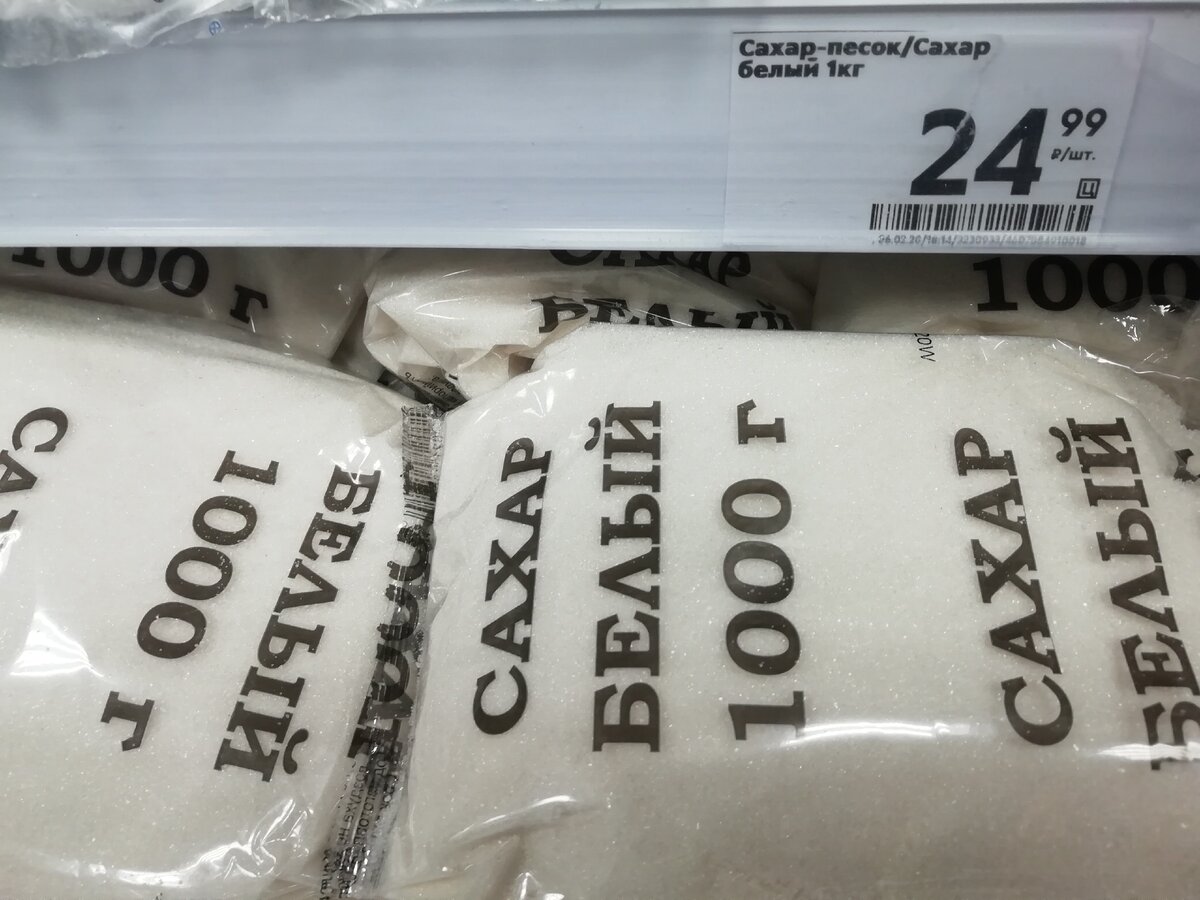 Сахар-песок/Сахар
белый 1кг
24 99
₽/шт.
Ц
1000 г
САХАР
БЕЛЫЙ
1000
1000 г
БЕЛЫЙ
САХАР
БЕЛЫЙ
1000 г
САХАР
БЕЛЫЙ